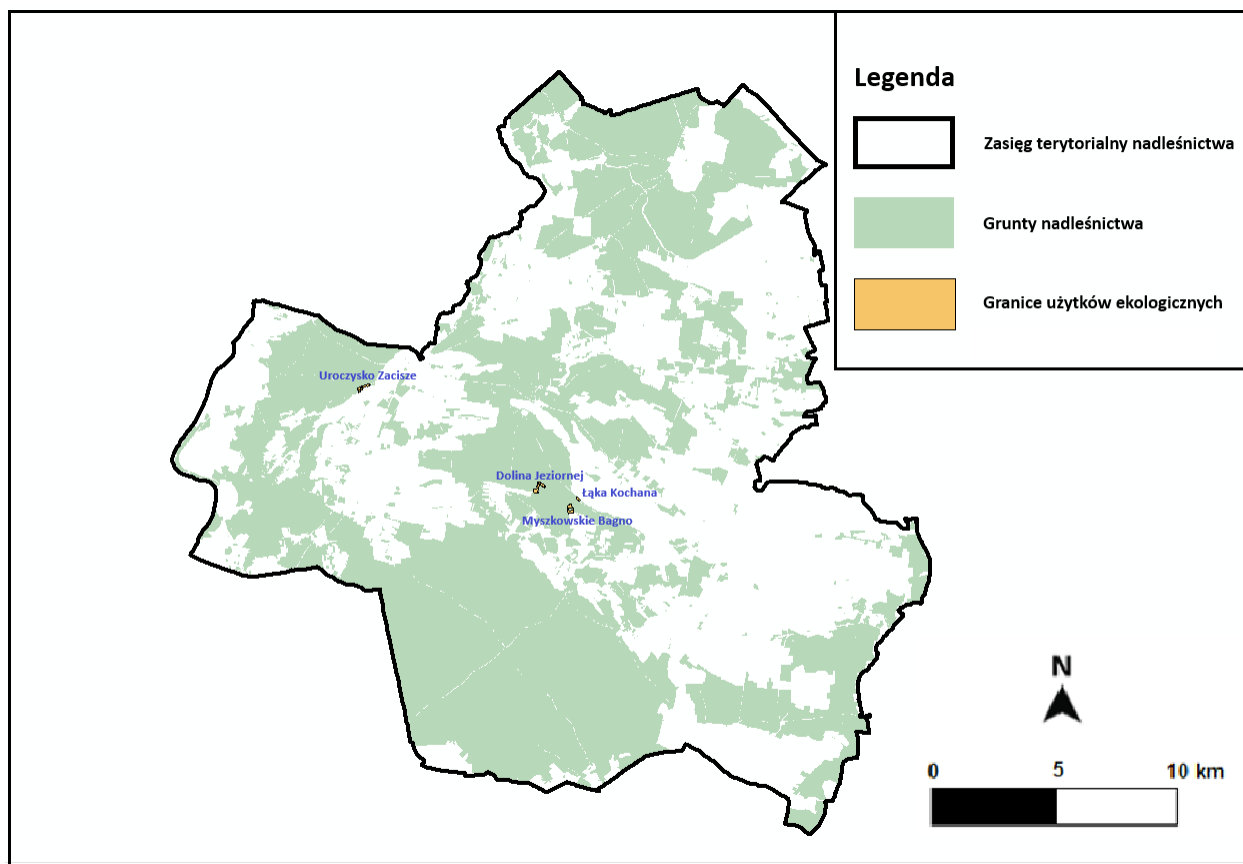 Legenda
Zasięg terytorialny nadleśnictwa
Grunty nadleśnictwa
Granice użytków ekologicznych
Uroczysko Zacisze
Dolina Jeziornej
Łąka Kochana
Myszkowskie Bagno
N
0 5 10 km